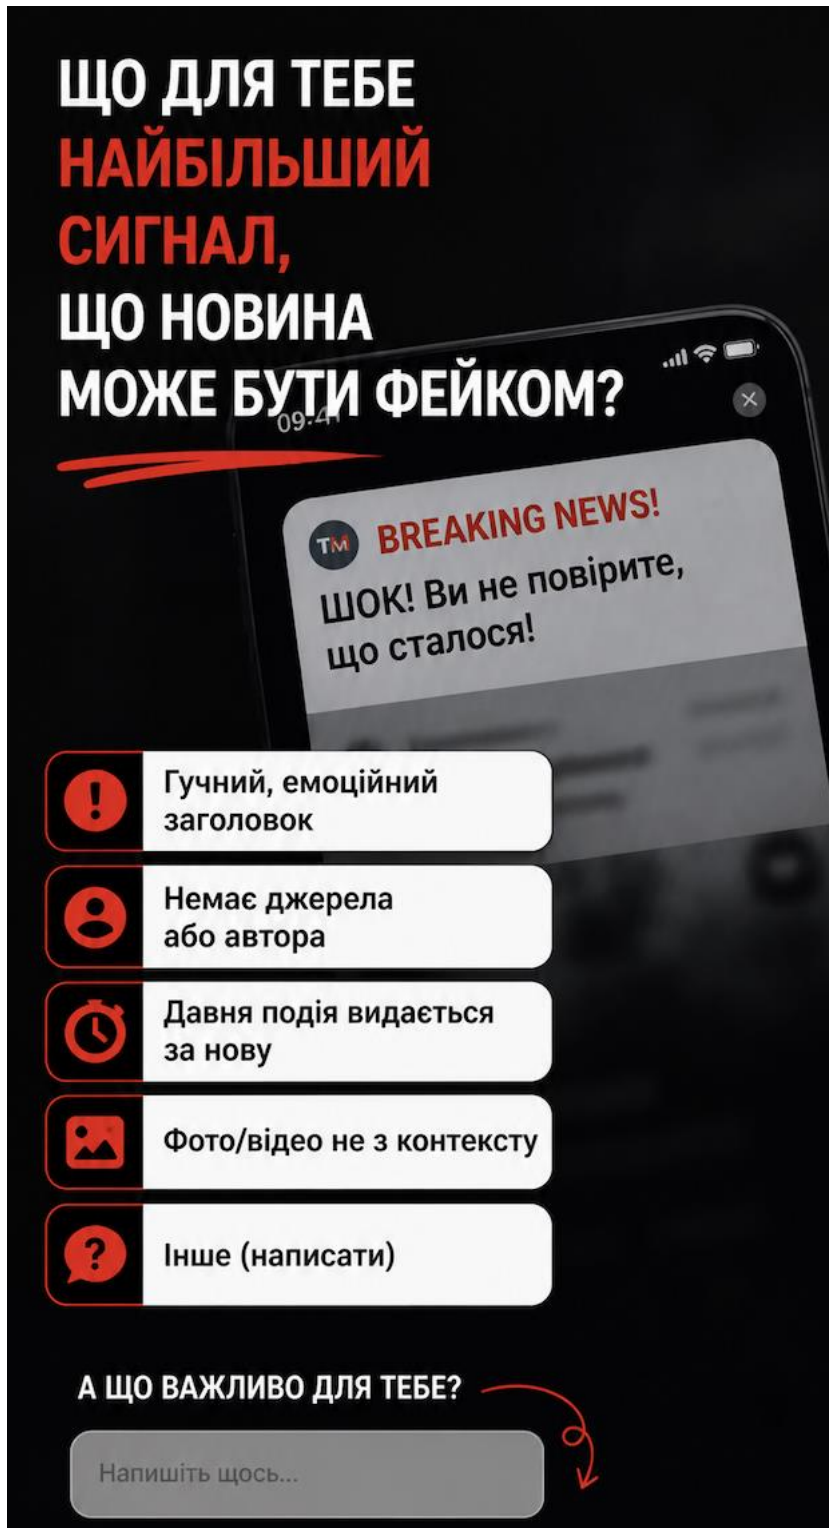 ЩО ДЛЯ ТЕБЕ
НАЙБІЛЬШИЙ
СИГНАЛ,
ЩО НОВИНА
МОЖЕ БУТИ ФЕЙКОМ?
09:41
TM BREAKING NEWS!
ШОК! Ви не повірите,
що сталося!
Гучний, емоційний
заголовок
Немає джерела
або автора
Давня подія видається
за нову
Фото/відео не з контексту
Інше (написати)
А ЩО ВАЖЛИВО ДЛЯ ТЕБЕ?
Напишіть щось...